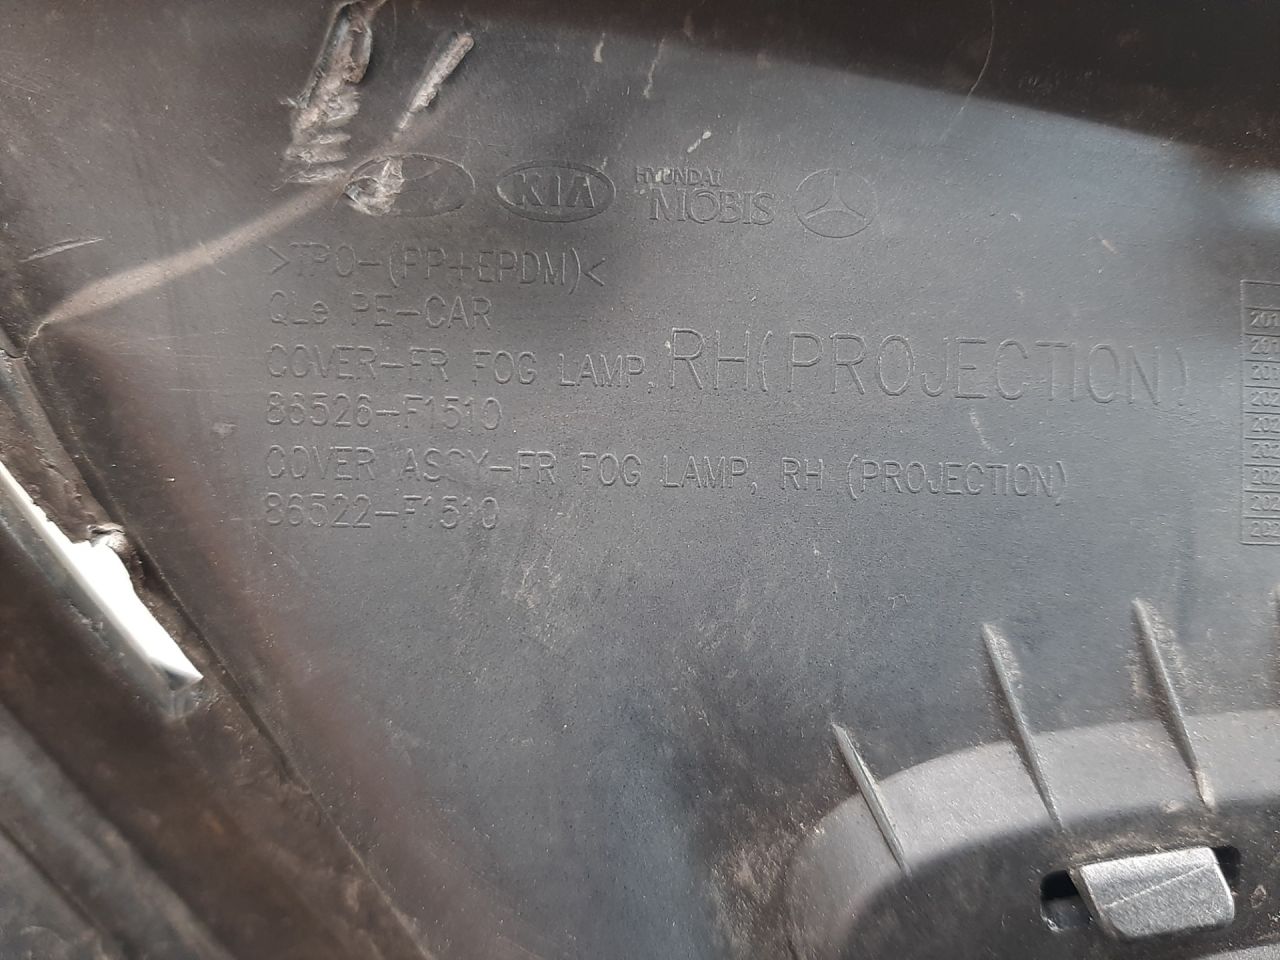 KIA
HYUNDAI
MOBIS
>TPO-(PP+EPDM)<
QLe PE-CAR
COVER-FR FOG LAMP, RH(PROJECTION)
86526-F1510
COVER ASSY-FR FOG LAMP, RH (PROJECTION)
86522-F1510